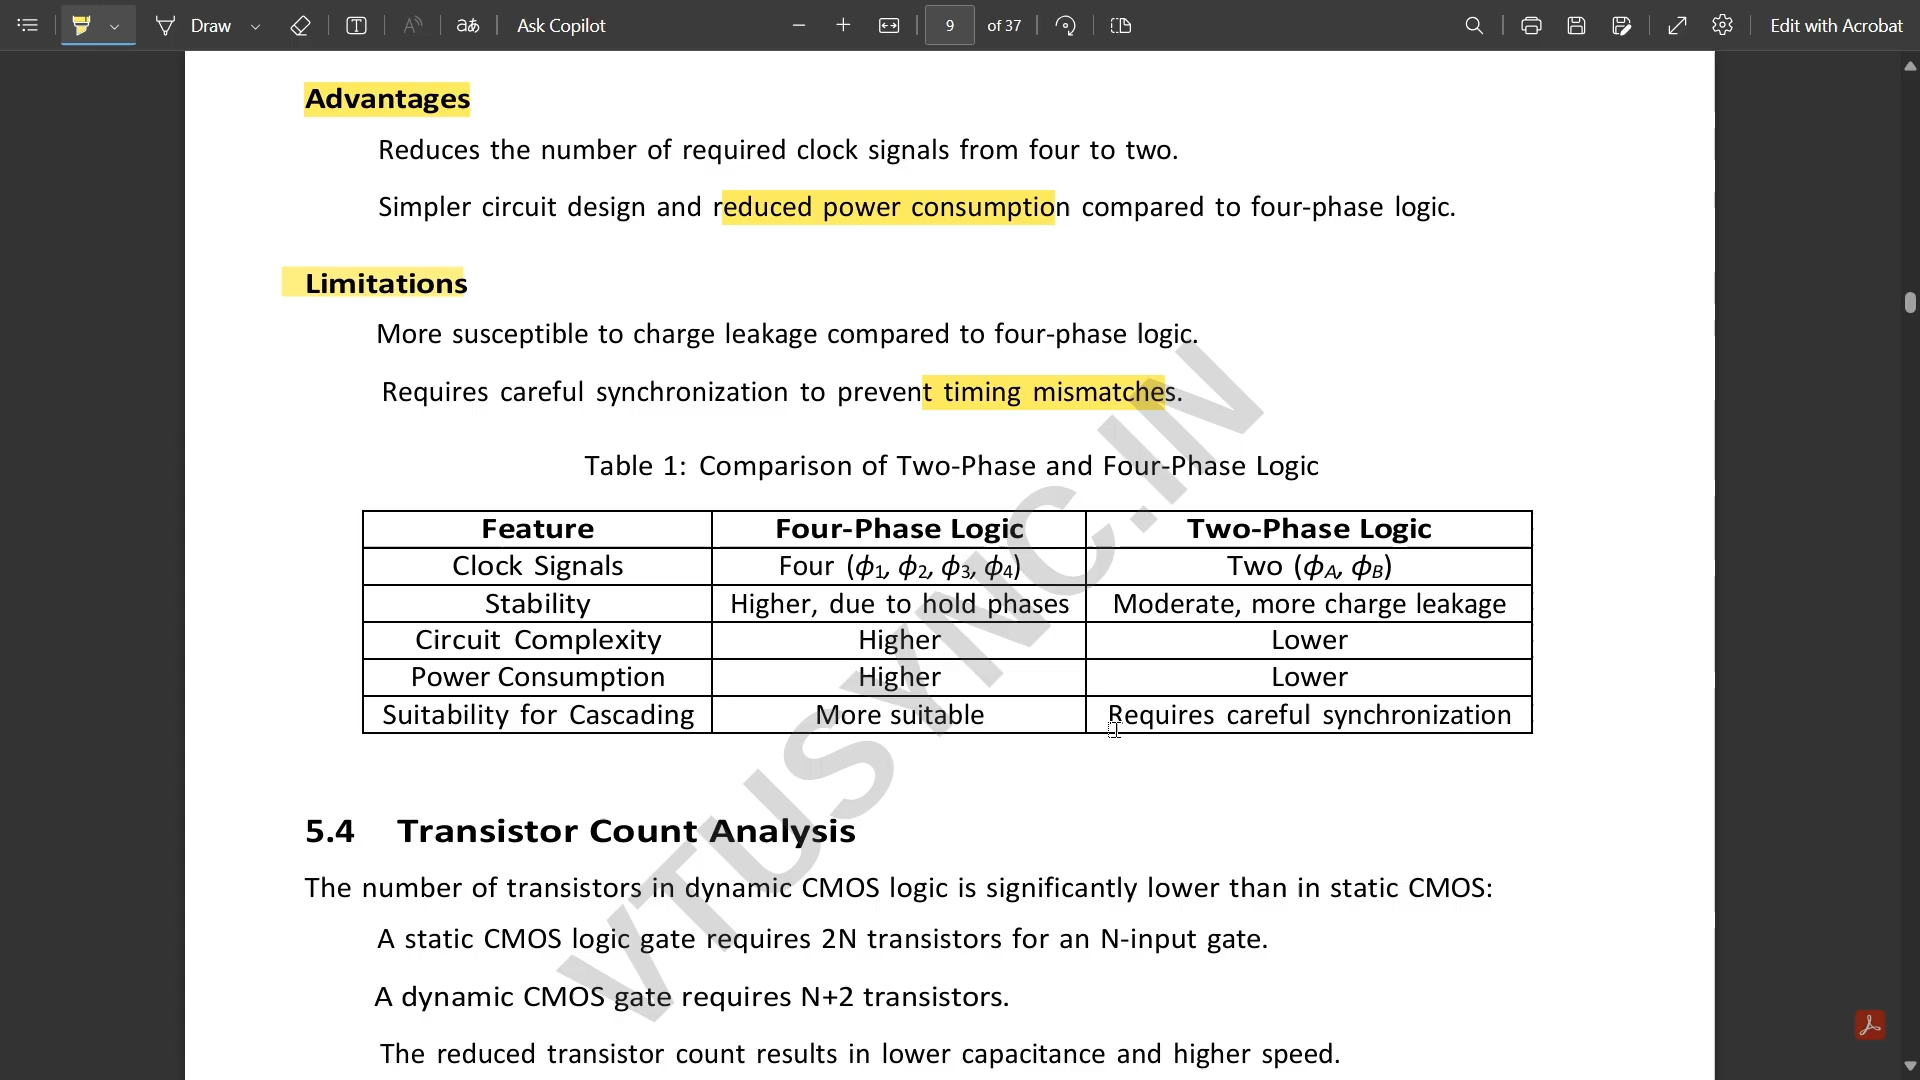 Draw
Ask Copilot
9 of 37
Edit with Acrobat
Advantages
Reduces the number of required clock signals from four to two.
Simpler circuit design and reduced power consumption compared to four-phase logic.
Limitations
More susceptible to charge leakage compared to four-phase logic.
Requires careful synchronization to prevent timing mismatches.
Table 1: Comparison of Two-Phase and Four-Phase Logic
Feature Four-Phase Logic Two-Phase Logic
Clock Signals Four (ϕ1, ϕ2, ϕ3, ϕ4) Two (ϕA, ϕB)
Stability Higher, due to hold phases Moderate, more charge leakage
Circuit Complexity Higher Lower
Power Consumption Higher Lower
Suitability for Cascading More suitable Requires careful synchronization
5.4 Transistor Count Analysis
The number of transistors in dynamic CMOS logic is significantly lower than in static CMOS:
A static CMOS logic gate requires 2N transistors for an N-input gate.
A dynamic CMOS gate requires N+2 transistors.
The reduced transistor count results in lower capacitance and higher speed.
VTUSYNC.IN